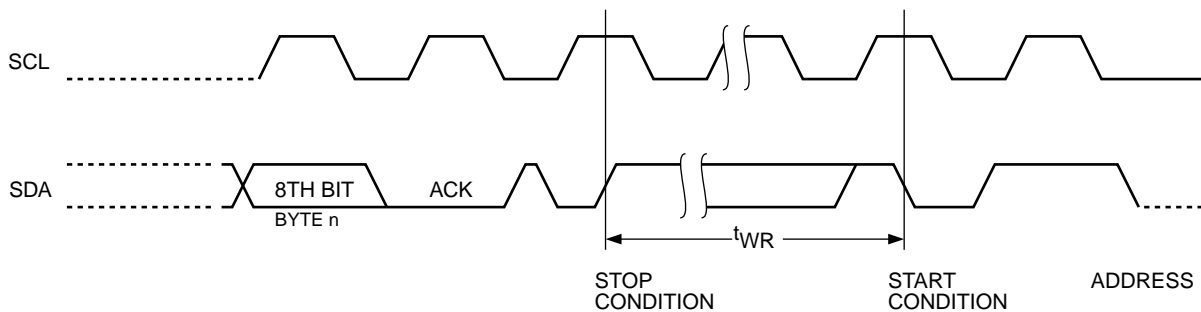 SCL
SDA
8TH BIT
ACK
BYTE n
tWR
STOP
CONDITION
START
CONDITION
ADDRESS